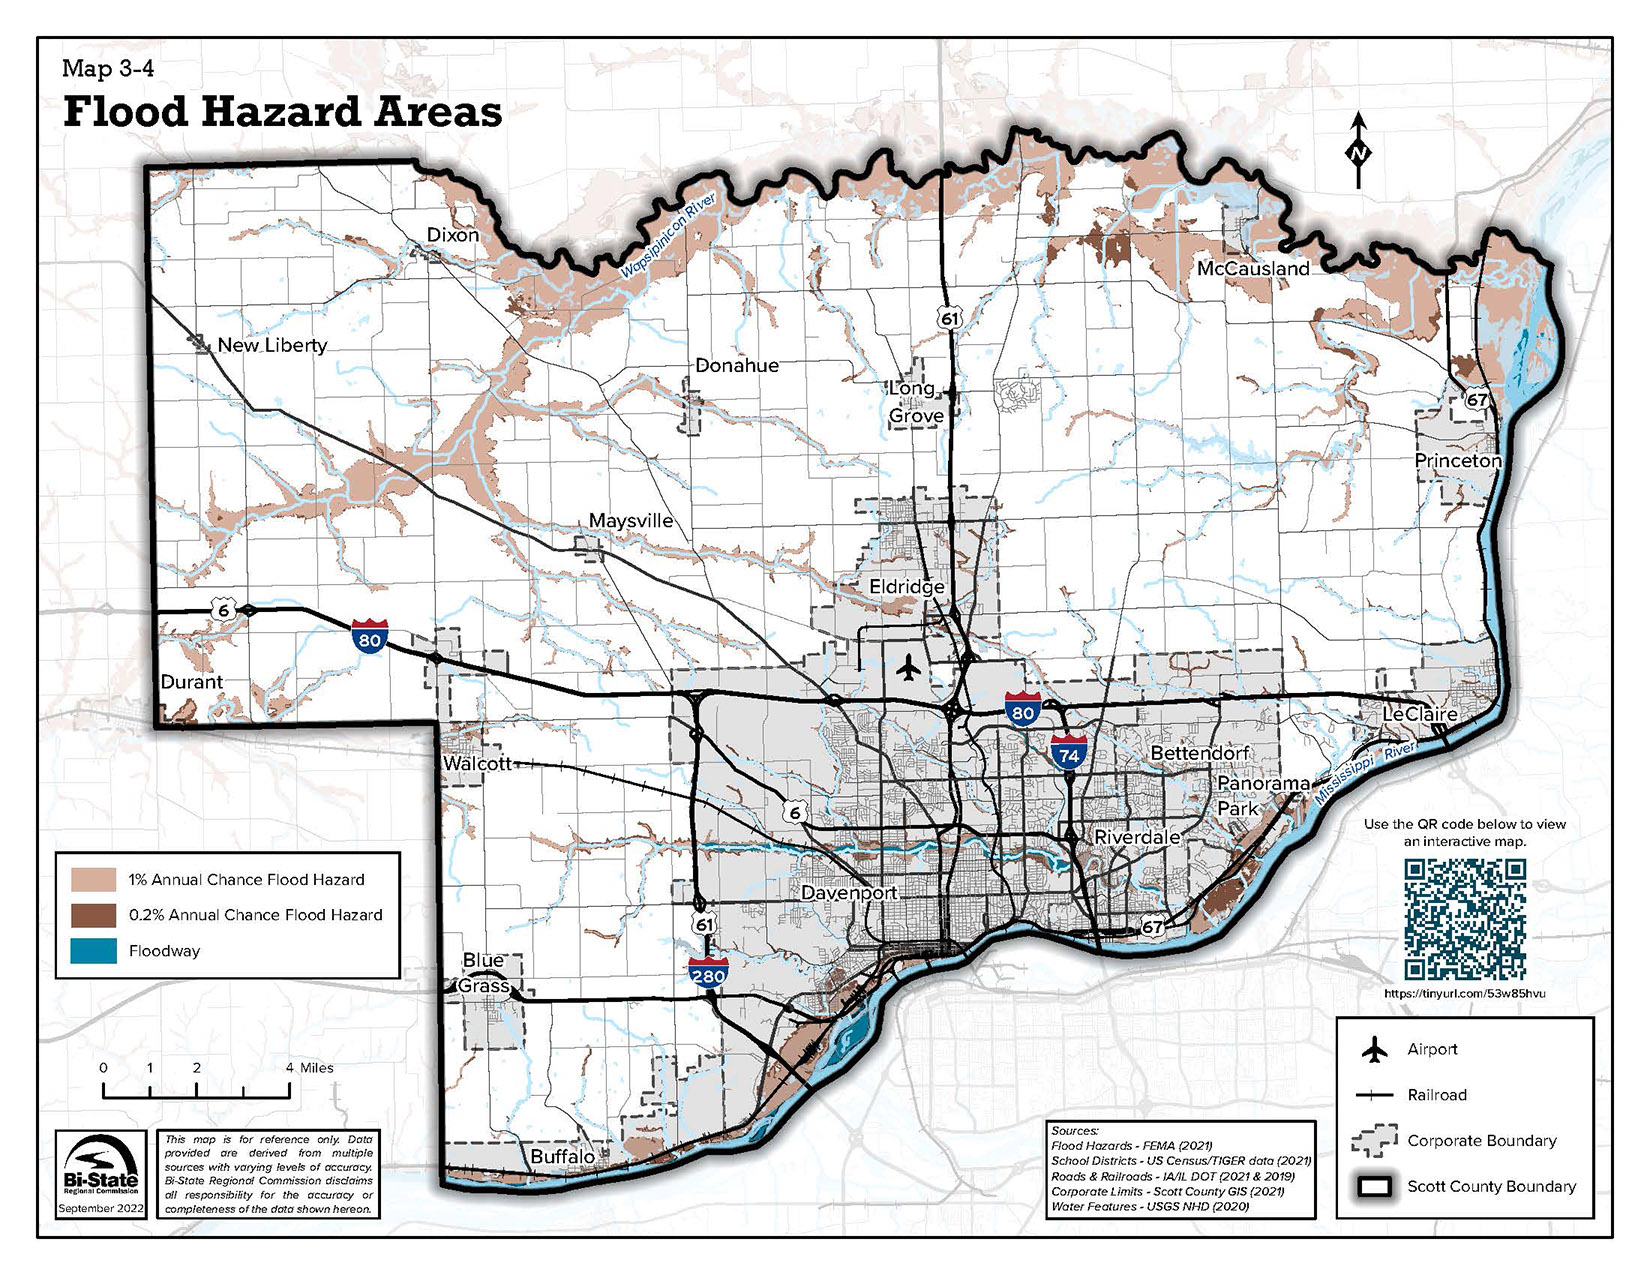 Map 3-4
Flood Hazard Areas
N
Wapsipinicon River
Dixon
McCausland
New Liberty
61
Donahue
Long
Grove
67
Princeton
Maysville
Eldridge
6
80
Durant
80
LeClaire
74
Bettendorf
Mississippi River
Walcott
Panorama
Park
6
Riverdale
Davenport
61
67
Blue
Grass
280
Buffalo
Use the QR code below to view
an interactive map.
https://tinyurl.com/53w85hvu
1% Annual Chance Flood Hazard
0.2% Annual Chance Flood Hazard
Floodway
0 1 2 4 Miles
Bi-State
Regional Commission
September 2022
This map is for reference only. Data
provided are derived from multiple
sources with varying levels of accuracy.
Bi-State Regional Commission disclaims
all responsibility for the accuracy or
completeness of the data shown hereon.
Sources:
Flood Hazards - FEMA (2021)
School Districts - US Census/TIGER data (2021)
Roads & Railroads - IA/IL DOT (2021 & 2019)
Corporate Limits - Scott County GIS (2021)
Water Features - USGS NHD (2020)
Airport
Railroad
Corporate Boundary
Scott County Boundary